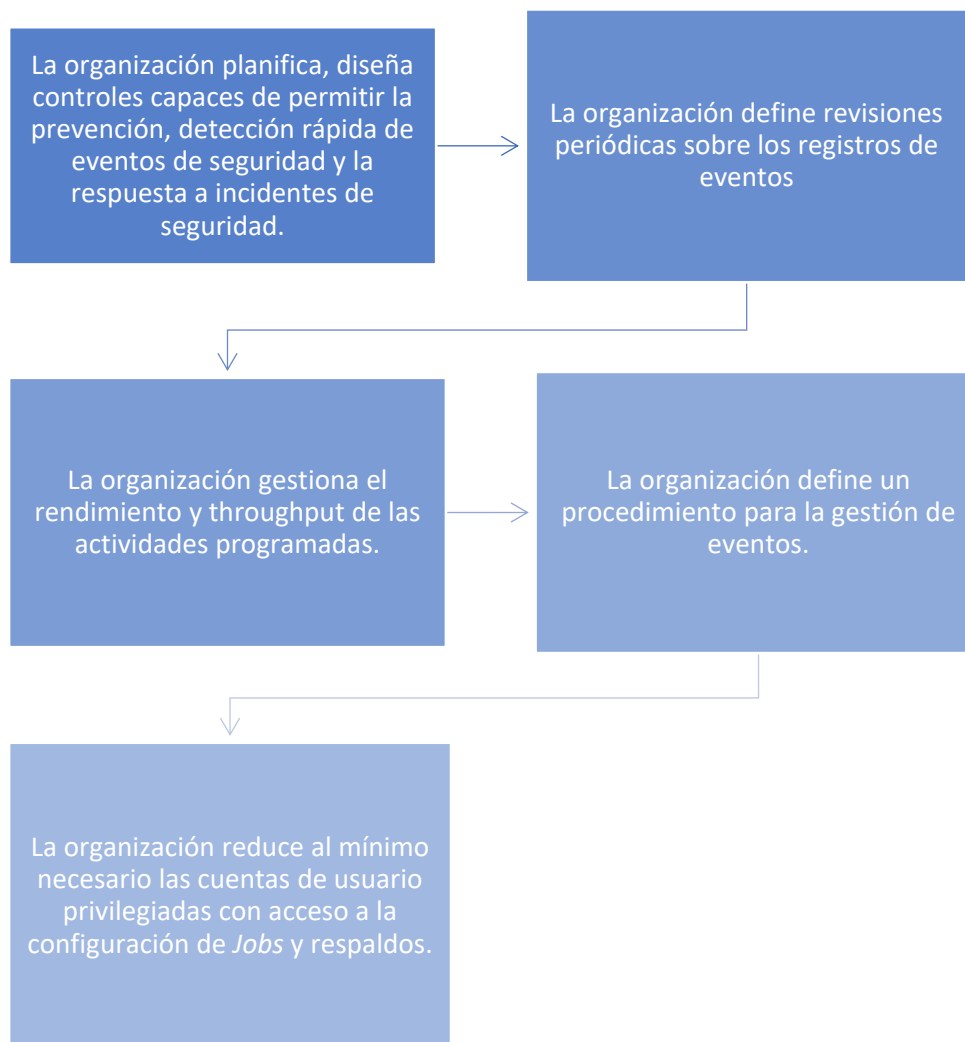 La organización planifica, diseña
controles capaces de permitir la
prevención, detección rápida de
eventos de seguridad y la
respuesta a incidentes de
seguridad.
La organización define revisiones
periódicas sobre los registros de
eventos
La organización gestiona el
rendimiento y throughput de las
actividades programadas.
La organización define un
procedimiento para la gestión de
eventos.
La organización reduce al mínimo
necesario las cuentas de usuario
privilegiadas con acceso a la
configuración de Jobs y respaldos.